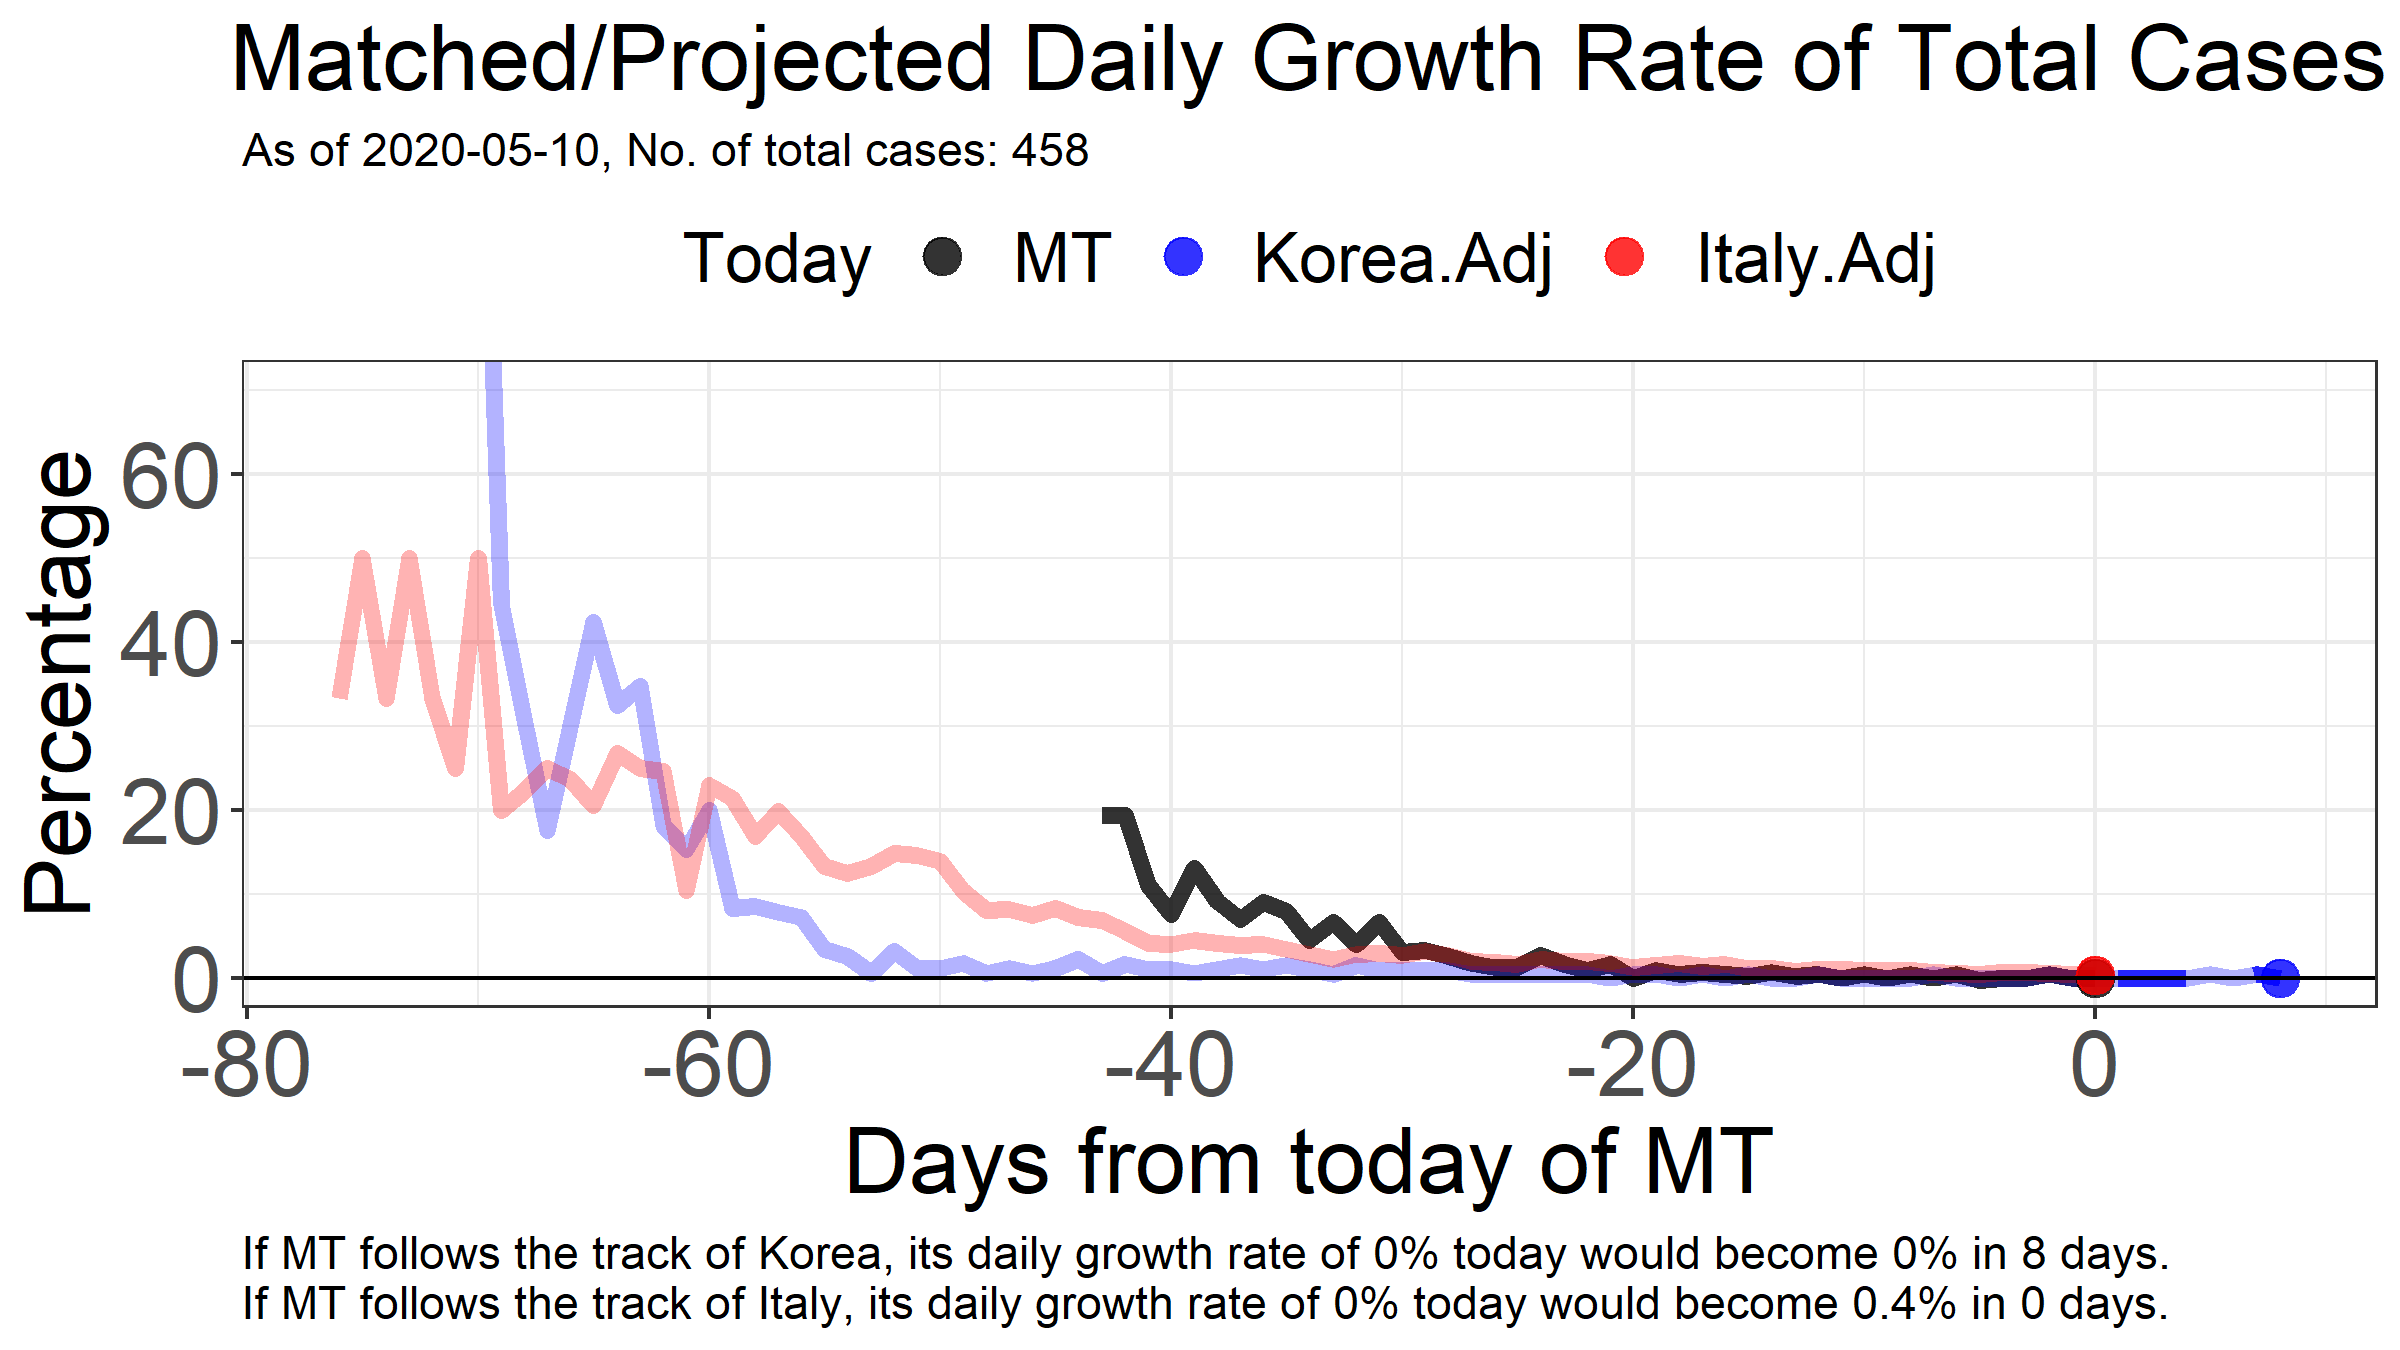 Matched/Projected Daily Growth Rate of Total Cases
As of 2020-05-10, No. of total cases: 458
Today MT Korea.Adj Italy.Adj
Percentage
60
40
20
0
-80 -60 -40 -20 0
Days from today of MT
If MT follows the track of Korea, its daily growth rate of 0% today would become 0% in 8 days.
If MT follows the track of Italy, its daily growth rate of 0% today would become 0.4% in 0 days.